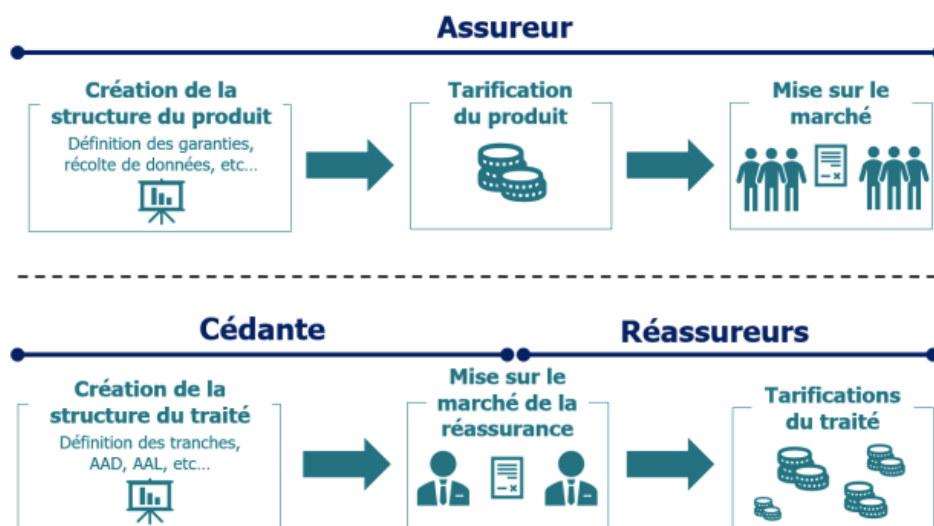 Assureur
Création de la
structure du produit
Définition des garanties,
récolte de données, etc...
Tarification
du produit
Mise sur le
marché
Cédante
Réassureurs
Création de la
structure du traité
Définition des tranches,
AAD, AAL, etc...
Mise sur le
marché de la
réassurance
Tarifications
du traité